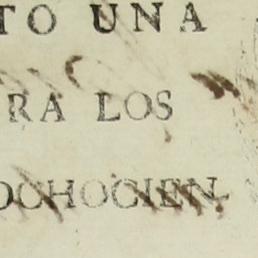 TO UNA
RA LOS
OCHOCIEN-